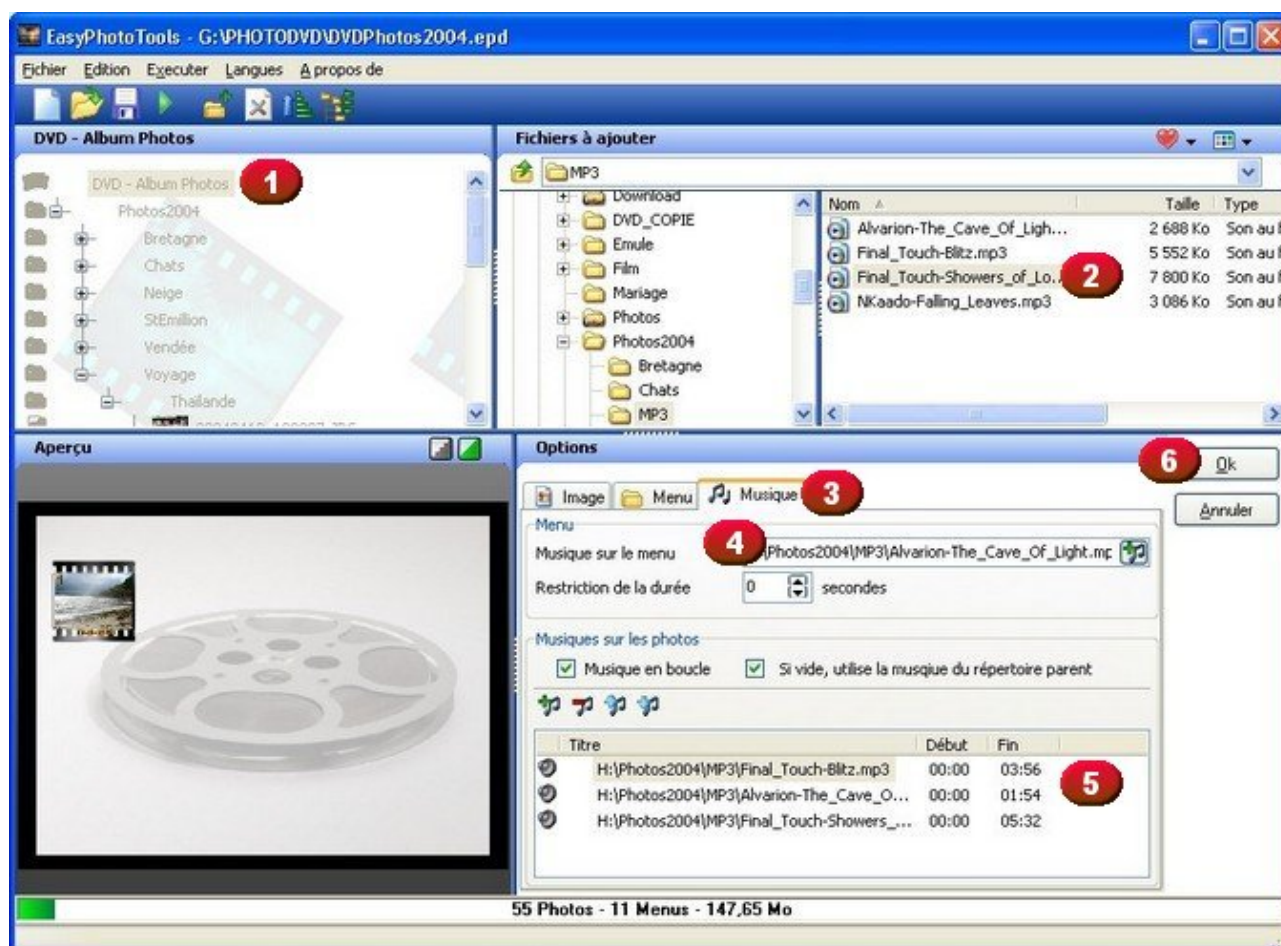 EasyPhotoTools - G:\PHOTODVD\DVDPhotos2004.epd
Fichier Edition Executer Langues A propos de
DVD - Album Photos
DVD - Album Photos
1
Photos2004
Bretagne
Chats
Neige
StEmilion
Vendée
Voyage
Thaïlande
Fichiers à ajouter
MP3
Download
DVD_COPIE
Emule
Film
Mariage
Photos
Photos2004
Bretagne
Chats
MP3
Nom Taille Type
Alvarion-The_Cave_Of_Ligh... 2 688 Ko Son au
Final_Touch-Blitz.mp3 5 552 Ko Son au
Final_Touch-Showers_of_Lo... 2 7 800 Ko Son au
NKaado-Falling_Leaves.mp3 3 086 Ko Son au
Aperçu
Options
6 Ok
Annuler
Image Menu Musique 3
Menu
Musique sur le menu 4 \Photos2004\MP3\Alvarion-The_Cave_Of_Light.mp
Restriction de la durée 0 secondes
Musiques sur les photos
Musique en boucle Si vide, utilise la musqiue du répertoire parent
Titre Début Fin
H:\Photos2004\MP3\Final_Touch-Blitz.mp3 00:00 03:56
H:\Photos2004\MP3\Alvarion-The_Cave_O... 00:00 01:54
H:\Photos2004\MP3\Final_Touch-Showers_... 00:00 05:32
5
55 Photos - 11 Menus - 147,65 Mo